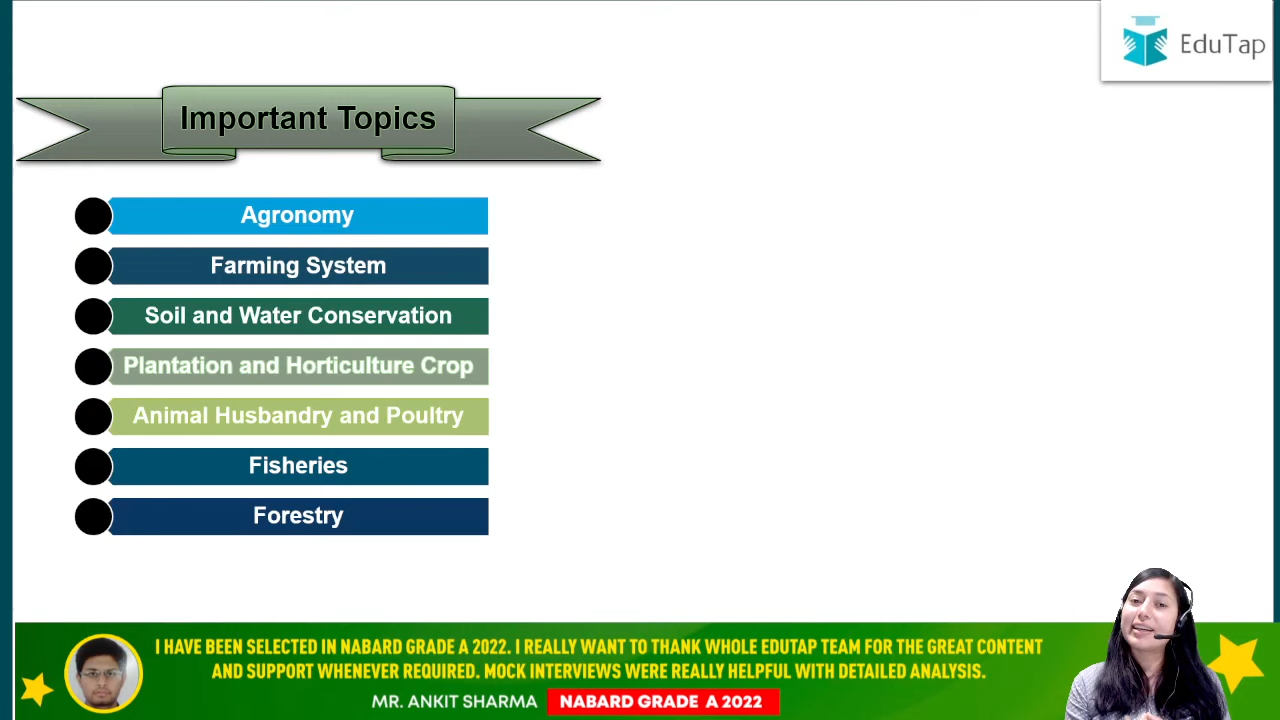 EduTap
Important Topics
Agronomy
Farming System
Soil and Water Conservation
Plantation and Horticulture Crop
Animal Husbandry and Poultry
Fisheries
Forestry
I HAVE BEEN SELECTED IN NABARD GRADE A 2022. I REALLY WANT TO THANK WHOLE EDUTAP TEAM FOR THE GREAT CONTENT
AND SUPPORT WHENEVER REQUIRED. MOCK INTERVIEWS WERE REALLY HELPFUL WITH DETAILED ANALYSIS.
MR. ANKIT SHARMA NABARD GRADE A 2022